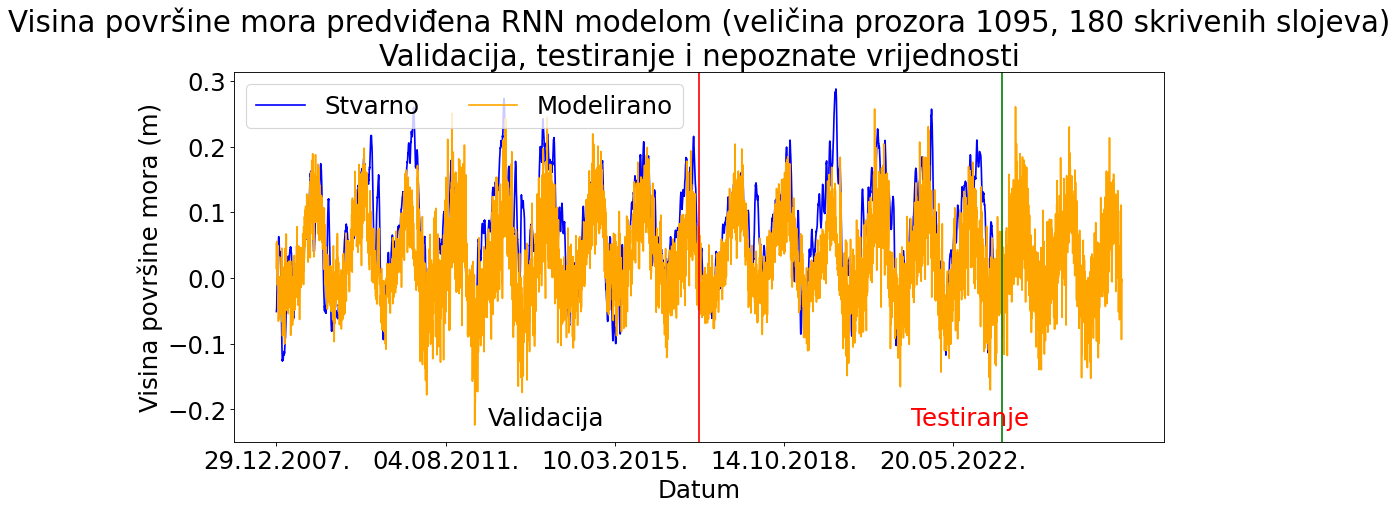 Visina površine mora predviđena RNN modelom (veličina prozora 1095, 180 skrivenih slojeva)
Validacija, testiranje i nepoznate vrijednosti
Stvarno Modelirano
Visina površine mora (m)
0.3
0.2
0.1
0.0
−0.1
−0.2
Validacija Testiranje
29.12.2007. 04.08.2011. 10.03.2015. 14.10.2018. 20.05.2022.
Datum